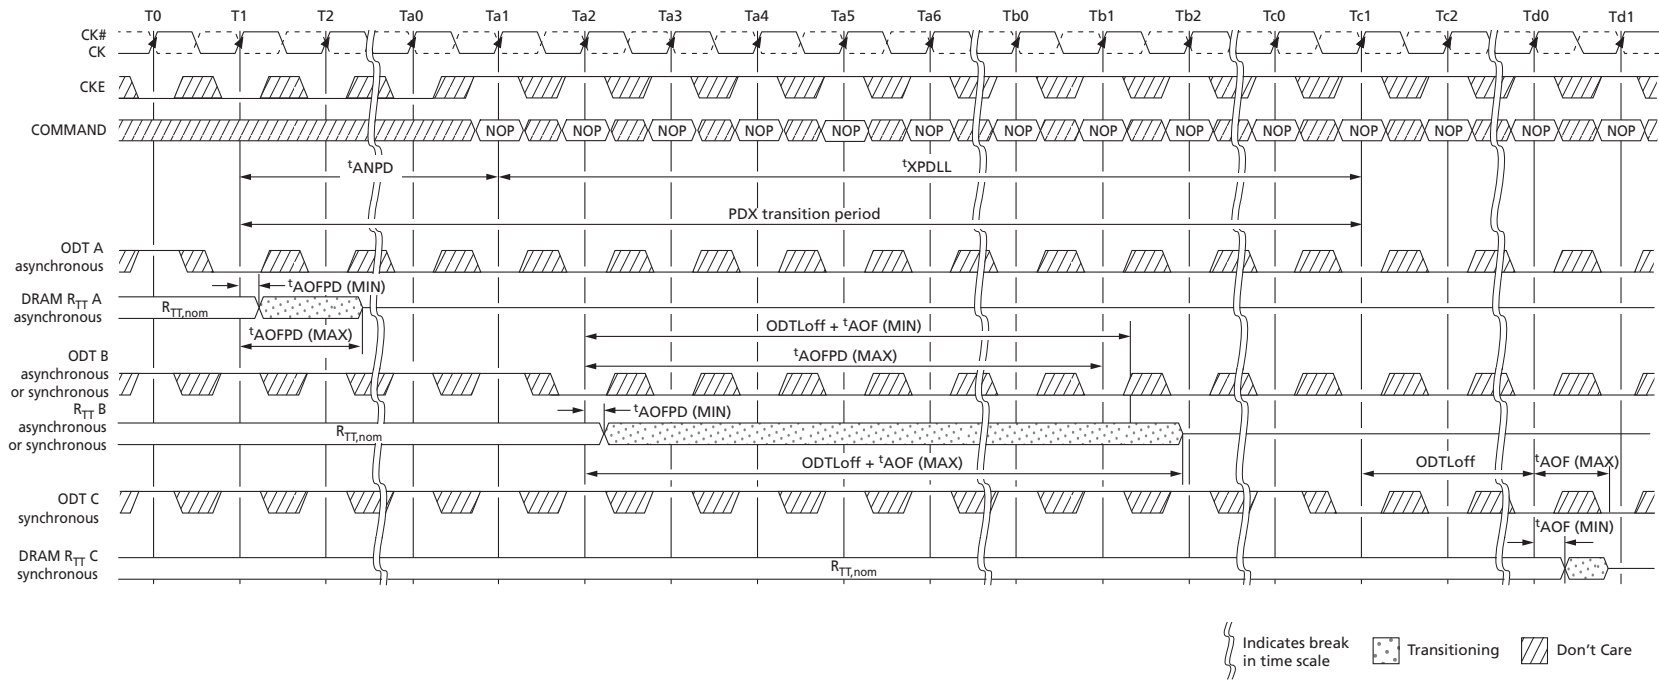 T0 T1 T2 Ta0 Ta1 Ta2 Ta3 Ta4 Ta5 Ta6 Tb0 Tb1 Tb2 Tc0 Tc1 Tc2 Td0 Td1
CK#
CK
CKE
COMMAND NOP NOP NOP NOP NOP NOP NOP NOP NOP NOP NOP NOP NOP NOP
tANPD tXPDLL
PDX transition period
ODT A
asynchronous
tAOFPD (MIN)
DRAM RTT A
asynchronous
RTT,nom
tAOFPD (MAX)
ODTLoff + tAOF (MIN)
tAOFPD (MAX)
ODT B
asynchronous
or synchronous
tAOFPD (MIN)
RTT B
asynchronous
or synchronous
RTT,nom
ODTLoff + tAOF (MAX)
ODTLoff tAOF (MAX)
ODT C
synchronous
tAOF (MIN)
DRAM RTT C
synchronous
RTT,nom
Indicates break
in time scale
Transitioning
Don't Care